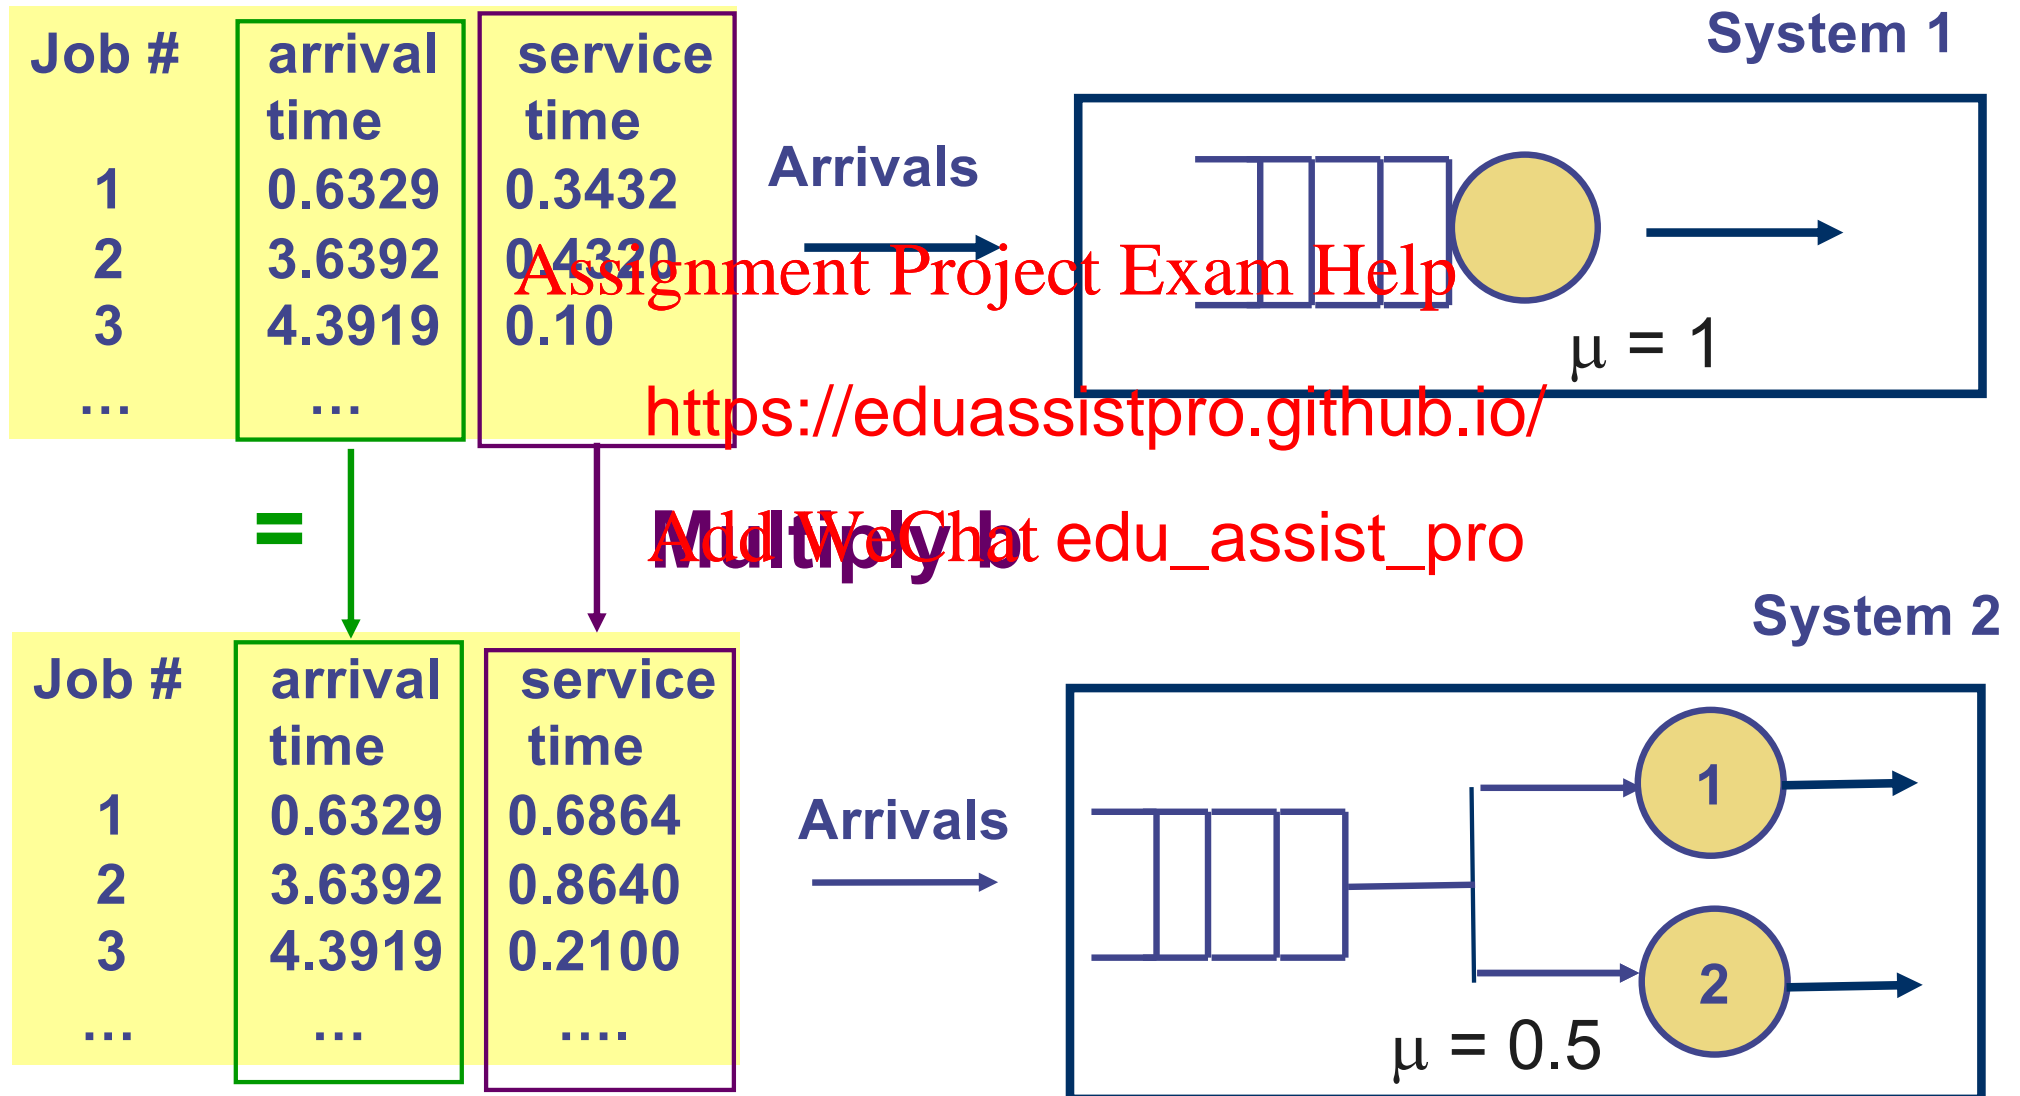 System 1
Job # arrival service
time time
1 0.6329 0.3432
2 3.6392 0.4320
3 4.3919 0.10
… …
Arrivals
Assignment Project Exam Help
μ = 1
https://eduassistpro.github.io/
=
Multiply b
Add WeChat edu_assist_pro
System 2
Job # arrival service
time time
1 0.6329 0.6864
2 3.6392 0.8640
3 4.3919 0.2100
… … ….
Arrivals
1
2
μ = 0.5